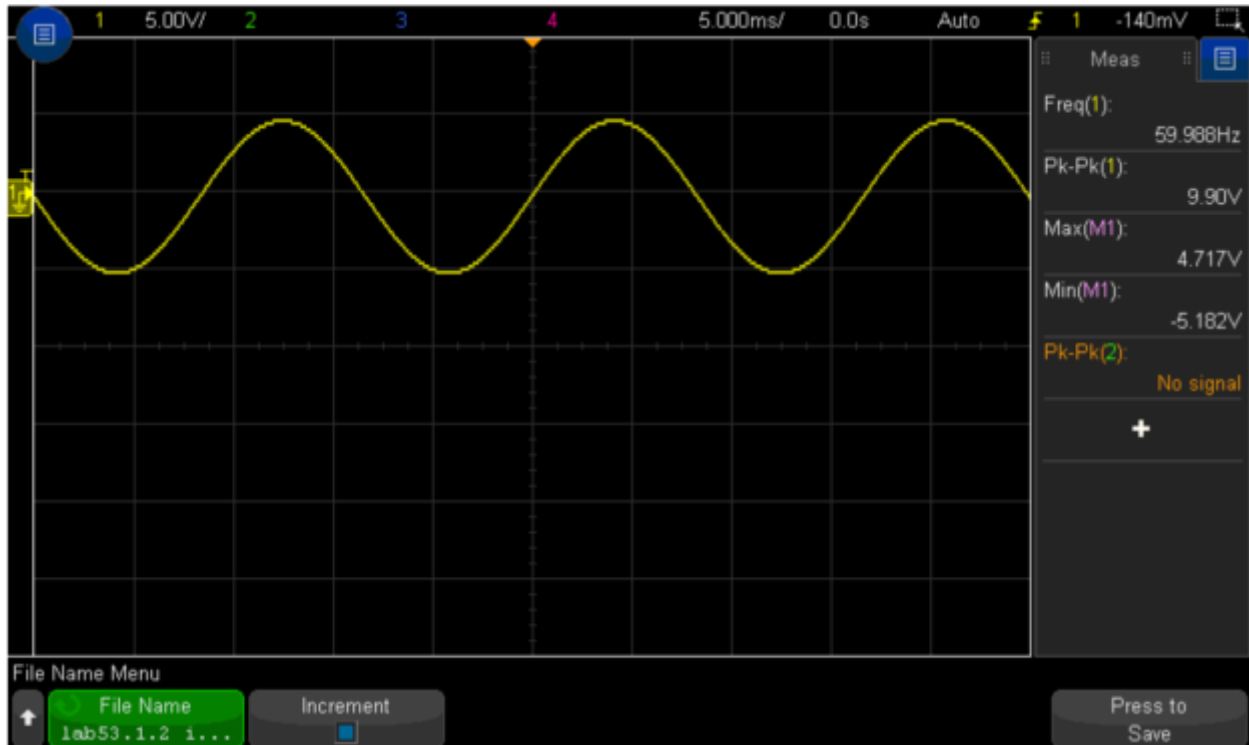 1 5.00V/ 2 3 4 5.000ms/ 0.0s Auto 1 -140mV
Meas
Freq(1):
59.988Hz
Pk-Pk(1):
9.90V
Max(M1):
4.717V
Min(M1):
-5.182V
Pk-Pk(2):
No signal
+
T
1
File Name Menu
File Name
lab53.1.2 i...
Increment
Press to
Save